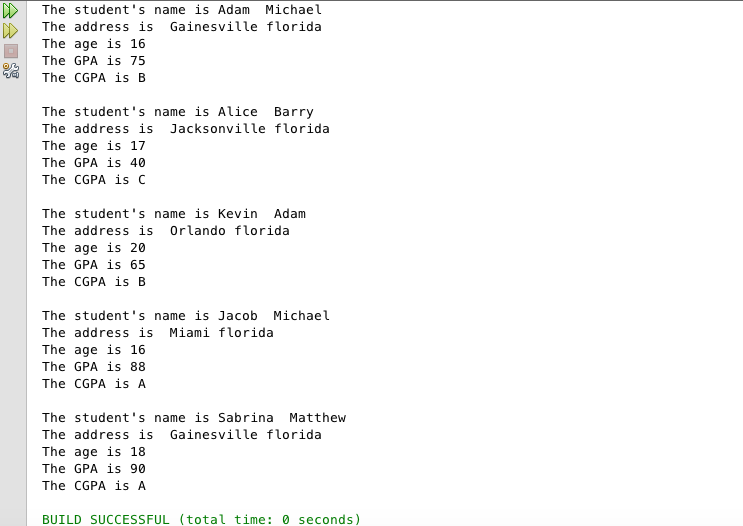 The student's name is Adam  Michael
The address is  Gainesville florida
The age is 16
The GPA is 75
The CGPA is B
The student's name is Alice  Barry
The address is  Jacksonville florida
The age is 17
The GPA is 40
The CGPA is C
The student's name is Kevin  Adam
The address is  Orlando florida
The age is 20
The GPA is 65
The CGPA is B
The student's name is Jacob  Michael
The address is  Miami florida
The age is 16
The GPA is 88
The CGPA is A
The student's name is Sabrina  Matthew
The address is  Gainesville florida
The age is 18
The GPA is 90
The CGPA is A
BUILD SUCCESSFUL (total time: 0 seconds)